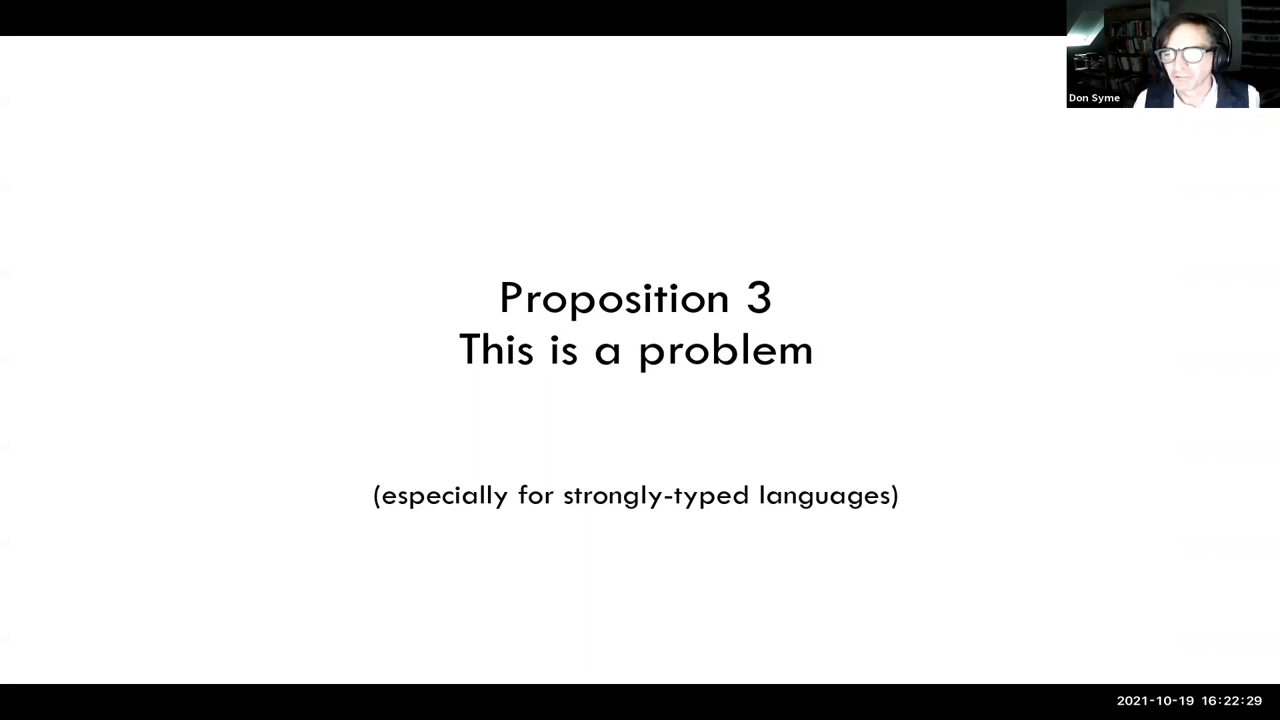 Don Syme
Proposition 3
This is a problem
(especially for strongly-typed languages)
2021-10-19 16:22:29